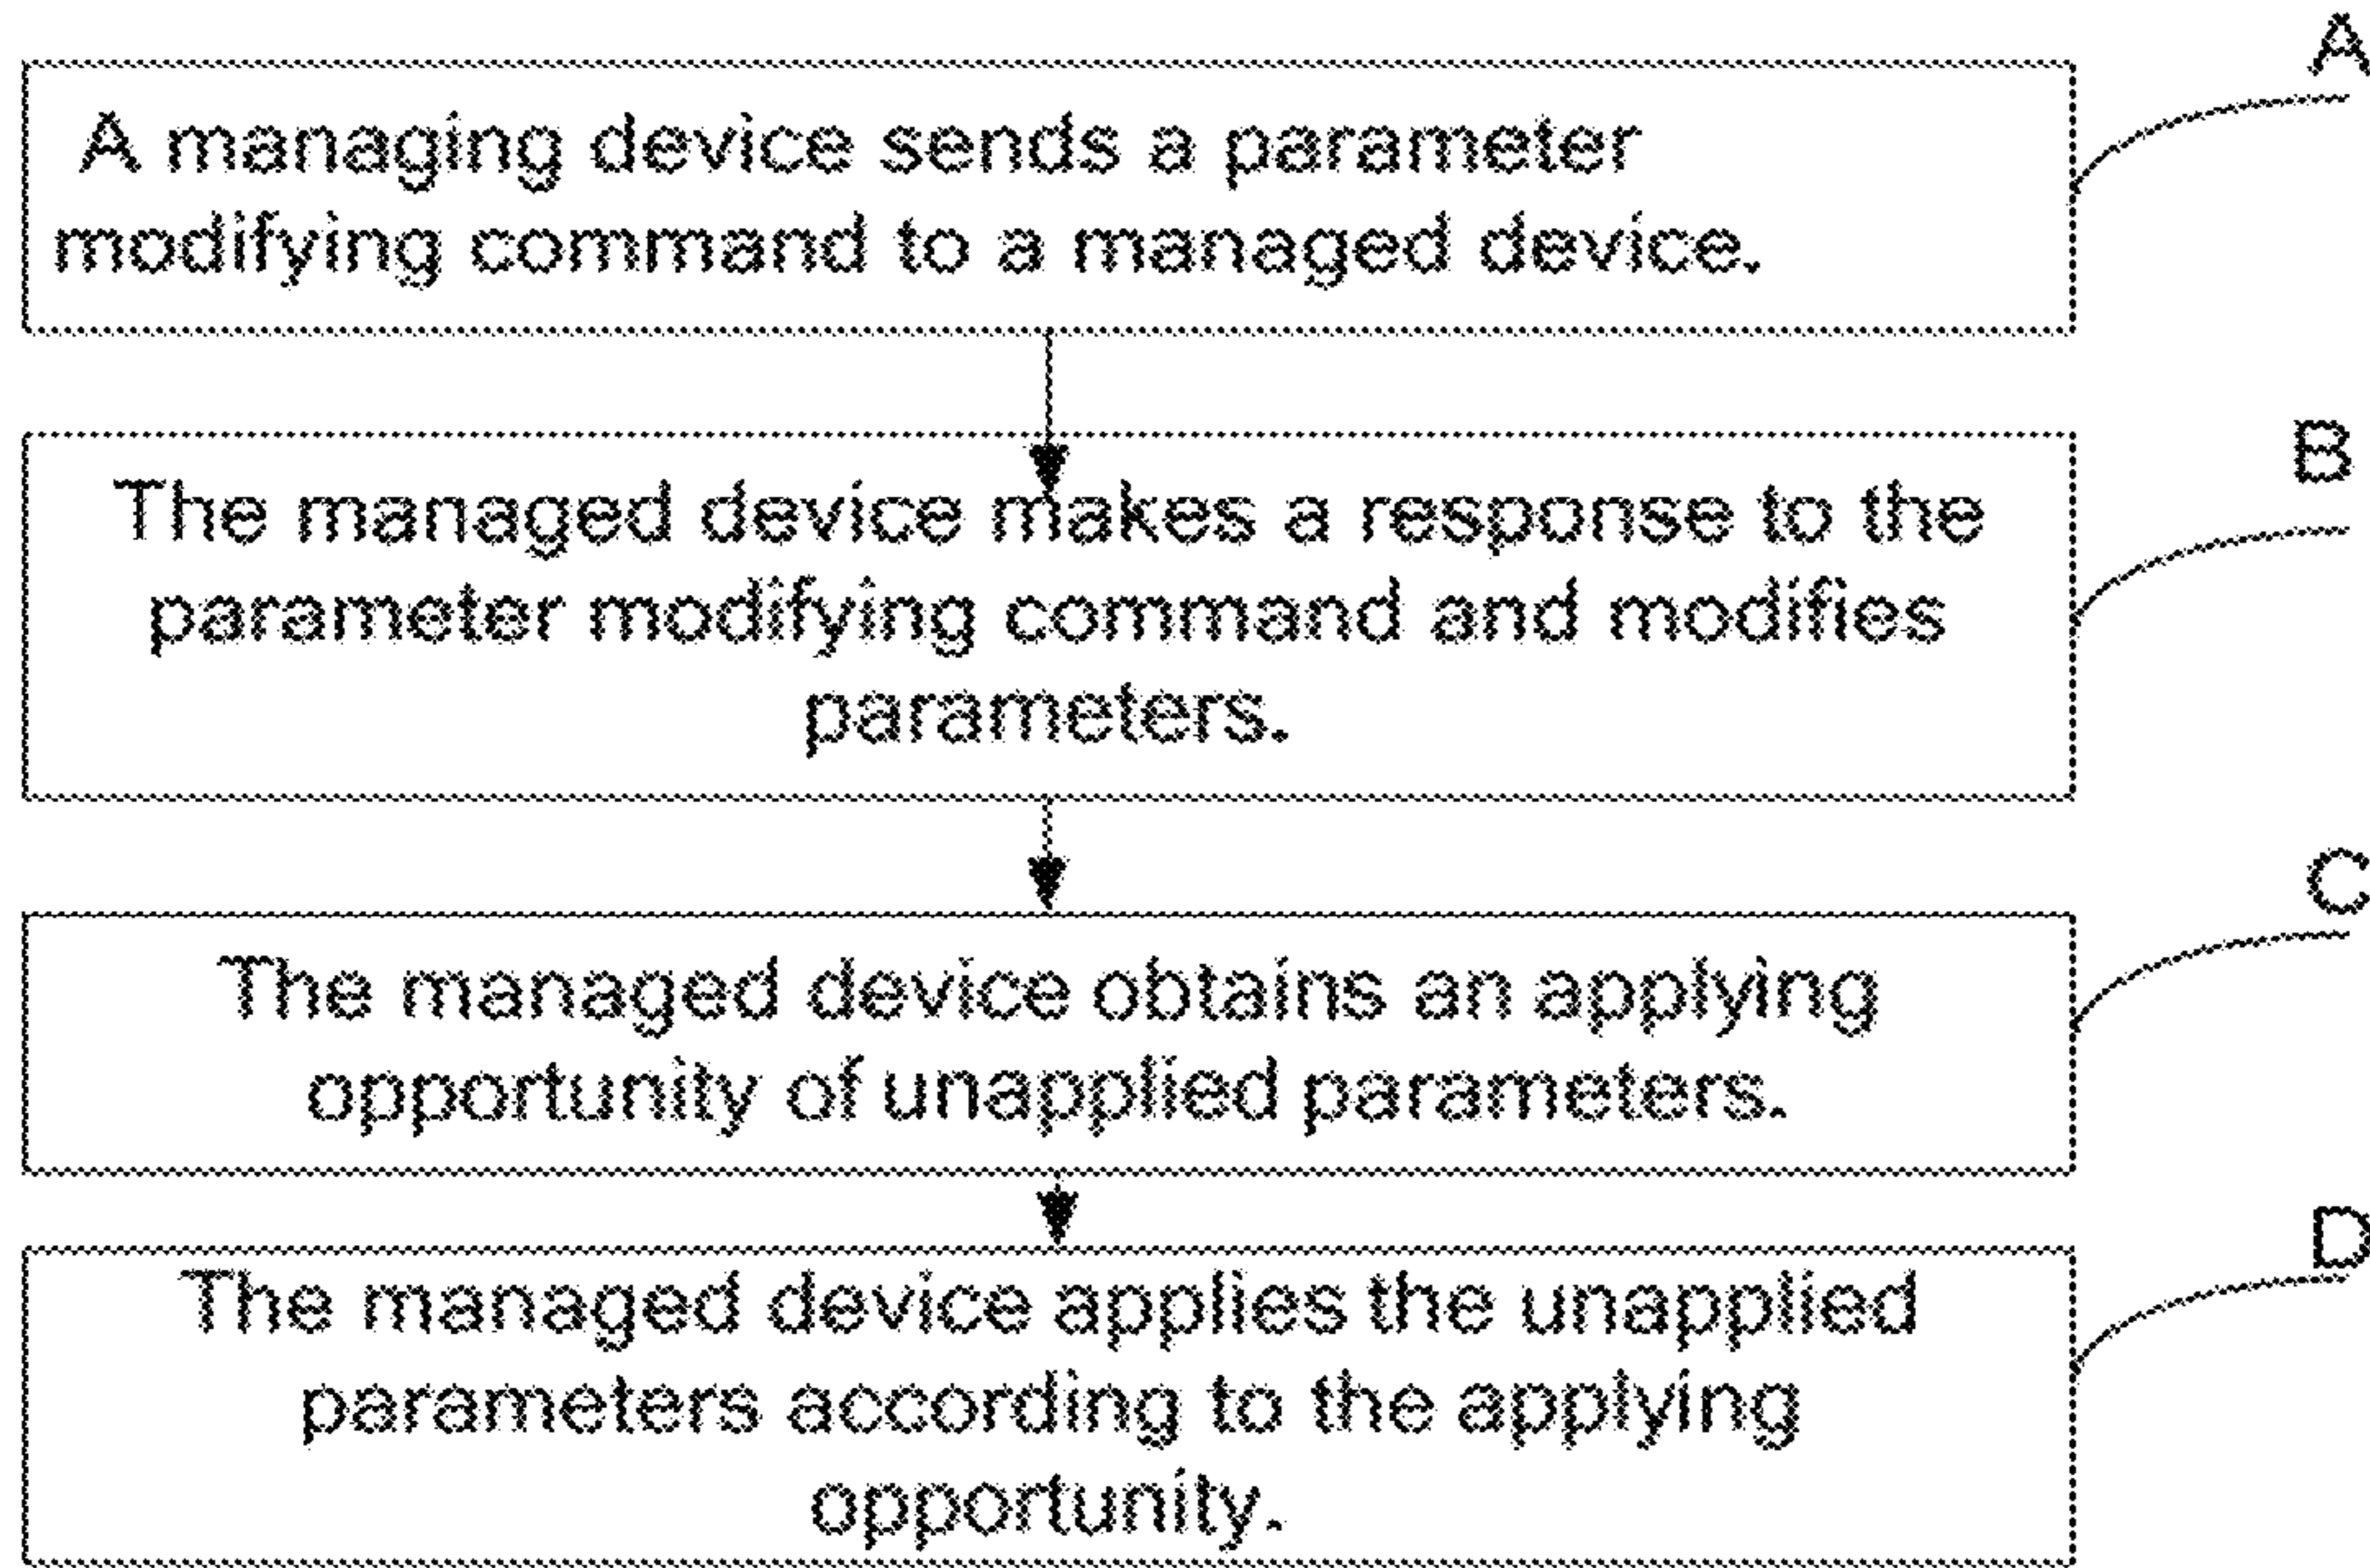 A
A managing device sends a parameter
modifying command to a managed device.
B
The managed device makes a response to the
parameter modifying command and modifies
parameters.
C
The managed device obtains an applying
opportunity of unapplied parameters.
D
The managed device applies the unapplied
parameters according to the applying
opportunity.